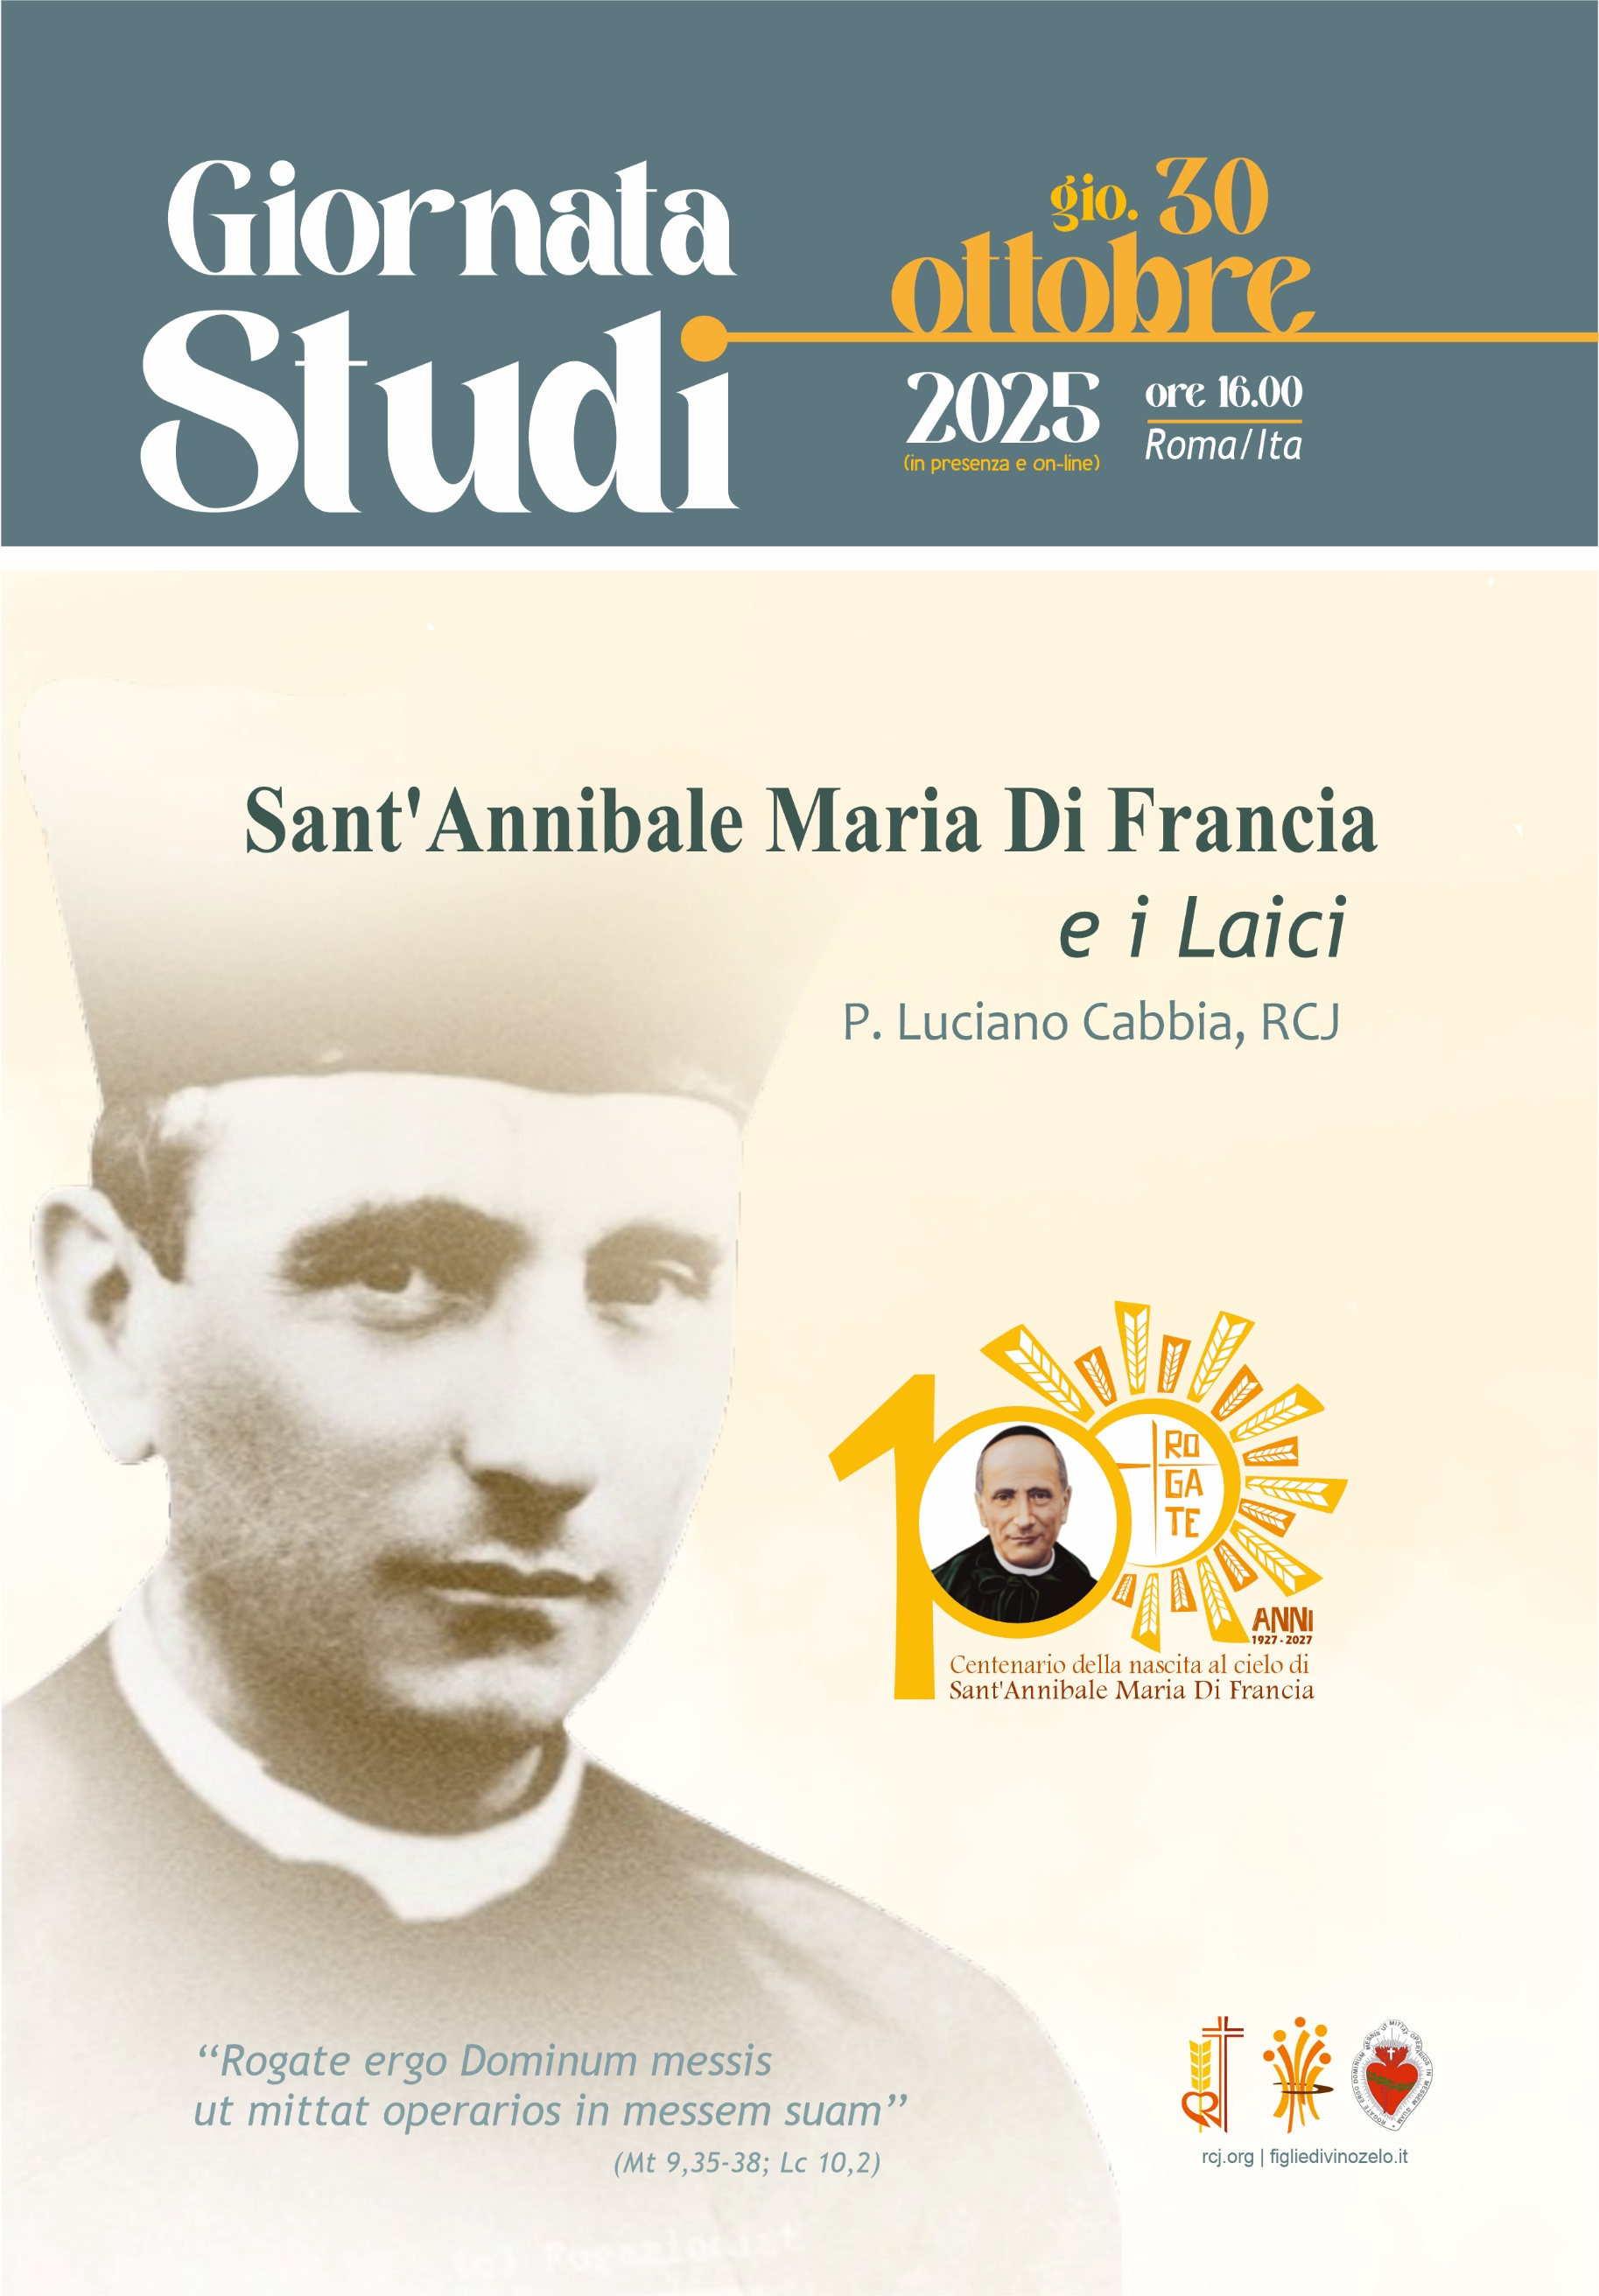 Giornata
Studi
gio. 30
ottobre
2025
(in presenza e on-line)
ore 16.00
Roma/Ita
Sant'Annibale Maria Di Francia
e i Laici
P. Luciano Cabbia, RCJ
10
RO
GA
TE
ANNI
1927 - 2027
Centenario della nascita al cielo di
Sant'Annibale Maria Di Francia
“Rogate ergo Dominum messis
ut mittat operarios in messem suam”
(Mt 9,35-38; Lc 10,2)
rcj.org | figliedivinozelo.it